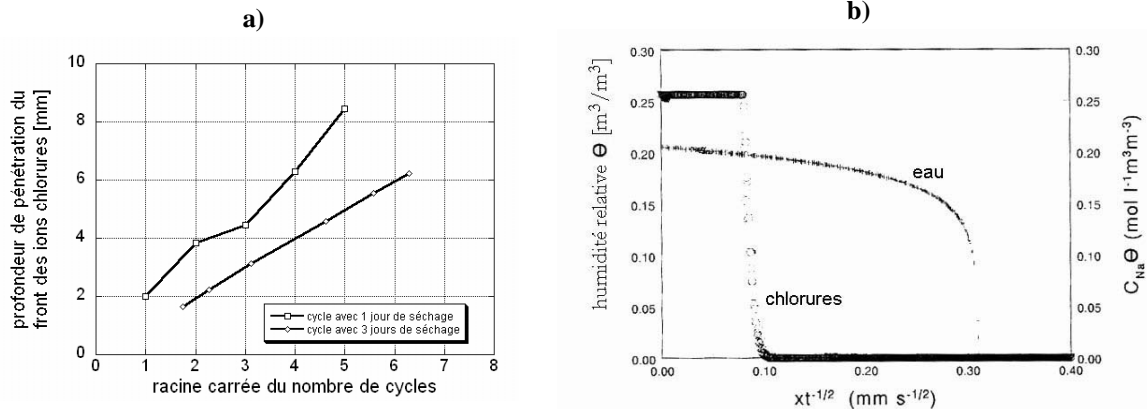 a)
profondeur de pénétration du
front des ions chlorures [mm]
10
8
6
4
2
0
cycle avec 1 jour de séchage
cycle avec 3 jours de séchage
0 1 2 3 4 5 6 7 8
racine carrée du nombre de cycles
b)
humidité relative Θ [m³/m³]
0.30
0.25
0.20
0.15
0.10
0.05
0.00
eau
chlorures
0.30
0.25
0.20
0.15
0.10
0.05
0.00
C_Na Θ (mol l⁻¹m³m⁻³)
0.00 0.10 0.20 0.30 0.40
xt⁻¹/² (mm s⁻¹/²)